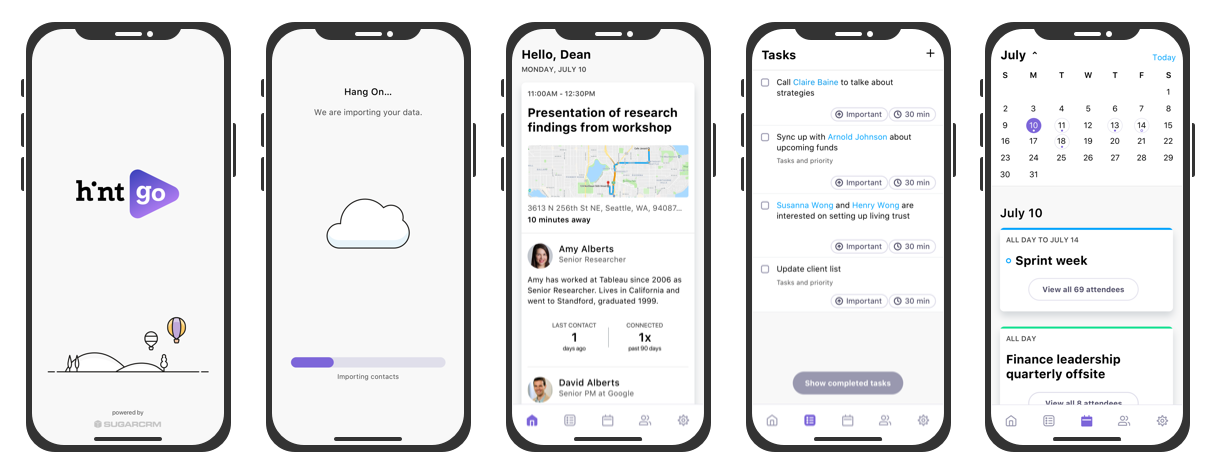 hint go
powered by
SUGARCRM
Hang On...
We are importing your data.
Importing contacts
Hello, Dean
MONDAY, JULY 10
11:00AM - 12:30PM
Presentation of research
findings from workshop
3613 N 256th St NE, Seattle, WA, 94087...
10 minutes away
Amy Alberts
Senior Researcher
Amy has worked at Tableau since 2006 as
Senior Researcher. Lives in California and
went to Standford, graduated 1999.
LAST CONTACT
1
days ago
CONNECTED
1x
past 90 days
David Alberts
Senior PM at Google
Tasks +
Call Claire Baine to talke about
strategies
Important 30 min
Sync up with Arnold Johnson about
upcoming funds
Tasks and priority
Important 30 min
Susanna Wong and Henry Wong are
interested on setting up living trust
Important 30 min
Update client list
Tasks and priority
Important 30 min
Show completed tasks
July Today
S M T W T F S
1
2 3 4 5 6 7 8
9 10 11 12 13 14 15
16 17 18 19 20 21 22
23 24 25 26 27 28 29
30 31
July 10
ALL DAY TO JULY 14
Sprint week
View all 69 attendees
ALL DAY
Finance leadership
quarterly offsite
View all 8 attendees